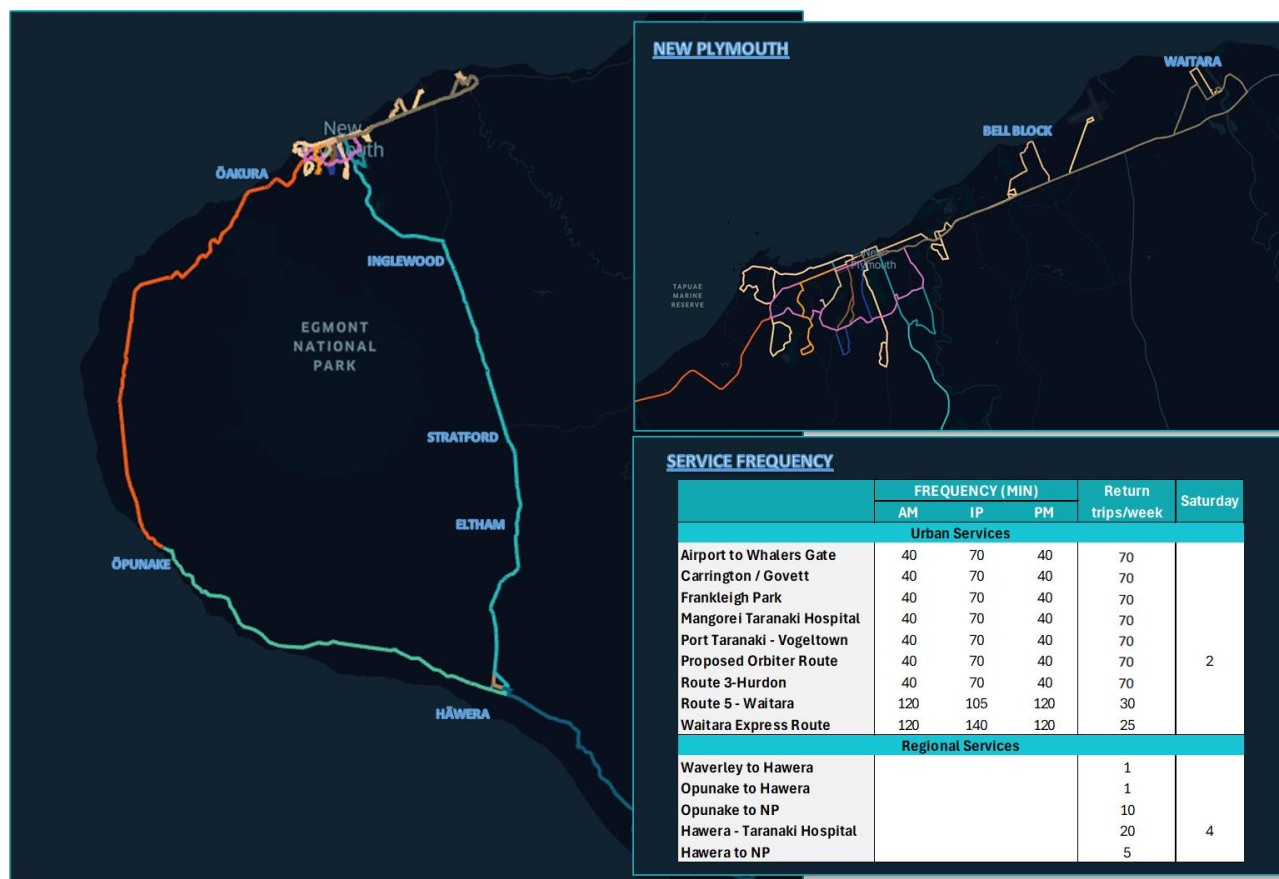 New
Plymouth
ŌAKURA
INGLEWOOD
EGMONT
NATIONAL
PARK
STRATFORD
ELTHAM
ŌPUNAKE
HĀWERA
NEW PLYMOUTH
WAITARA
BELL BLOCK
New
Plymouth
TAPUAE
MARINE
RESERVE
SERVICE FREQUENCY
FREQUENCY (MIN) Return trips/week Saturday
AM IP PM
Urban Services
Airport to Whalers Gate 40 70 40 70
Carrington / Govett 40 70 40 70
Frankleigh Park 40 70 40 70
Mangorei Taranaki Hospital 40 70 40 70
Port Taranaki - Vogeltown 40 70 40 70
Proposed Orbiter Route 40 70 40 70 2
Route 3-Hurdon 40 70 40 70
Route 5 - Waitara 120 105 120 30
Waitara Express Route 120 140 120 25
Regional Services
Waverley to Hawera 1
Opunake to Hawera 1
Opunake to NP 10
Hawera - Taranaki Hospital 20 4
Hawera to NP 5